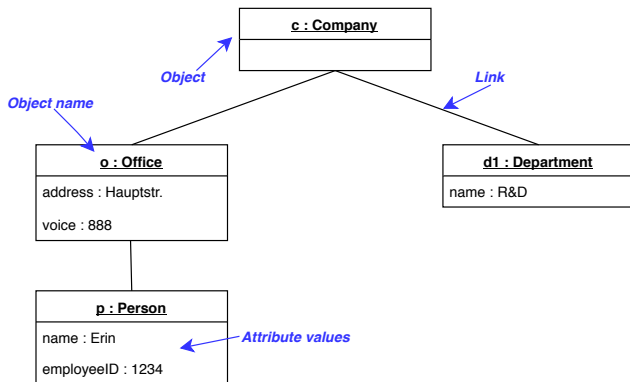 c : Company
Object
Link
Object name
o : Office
address : Hauptstr.
voice : 888
d1 : Department
name : R&D
p : Person
name : Erin
employeeID : 1234
Attribute values